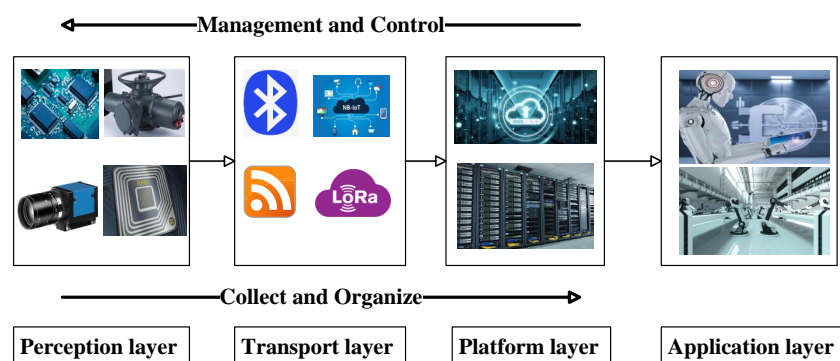 Management and Control
NB-IoT
LoRa
Collect and Organize
Perception layer
Transport layer
Platform layer
Application layer